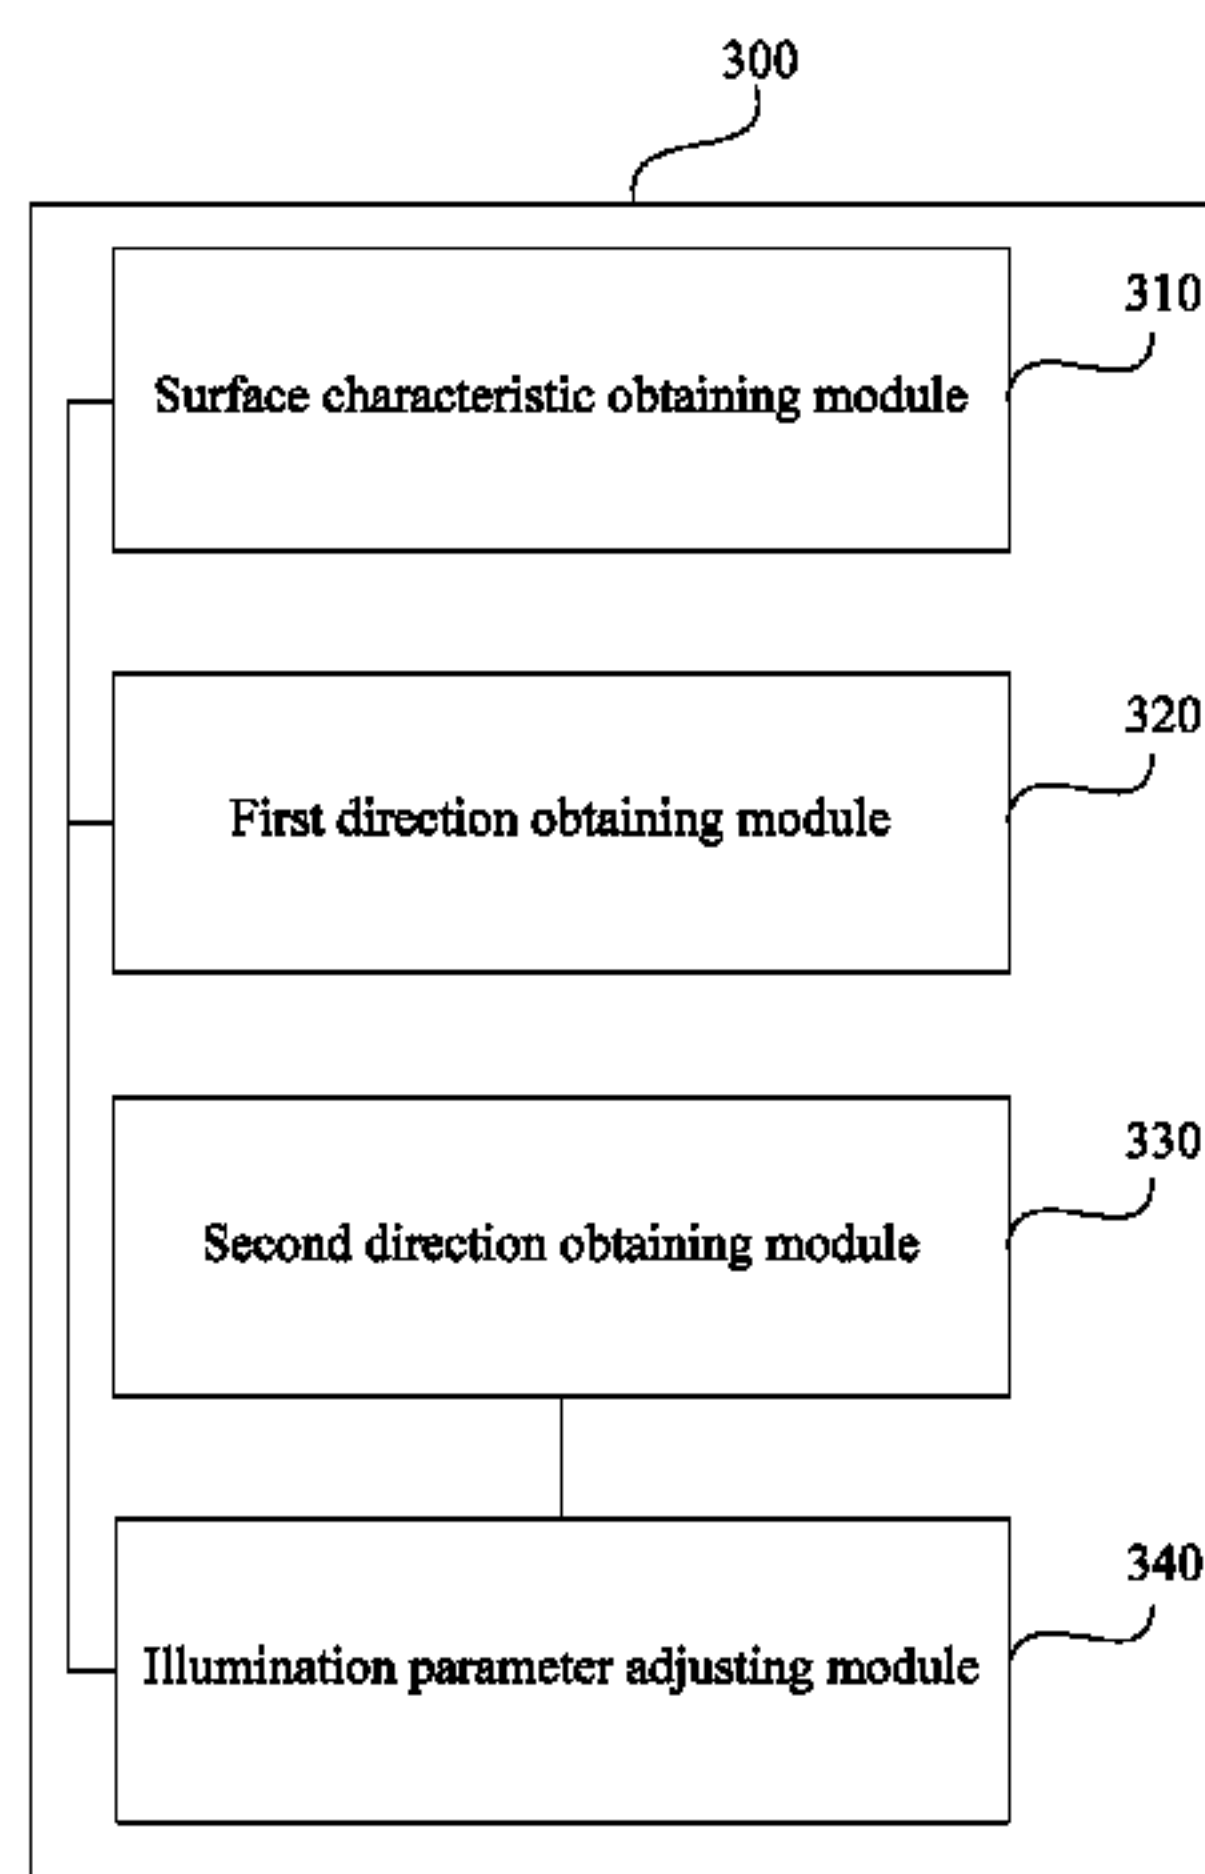 300
310
Surface characteristic obtaining module
320
First direction obtaining module
330
Second direction obtaining module
340
Illumination parameter adjusting module